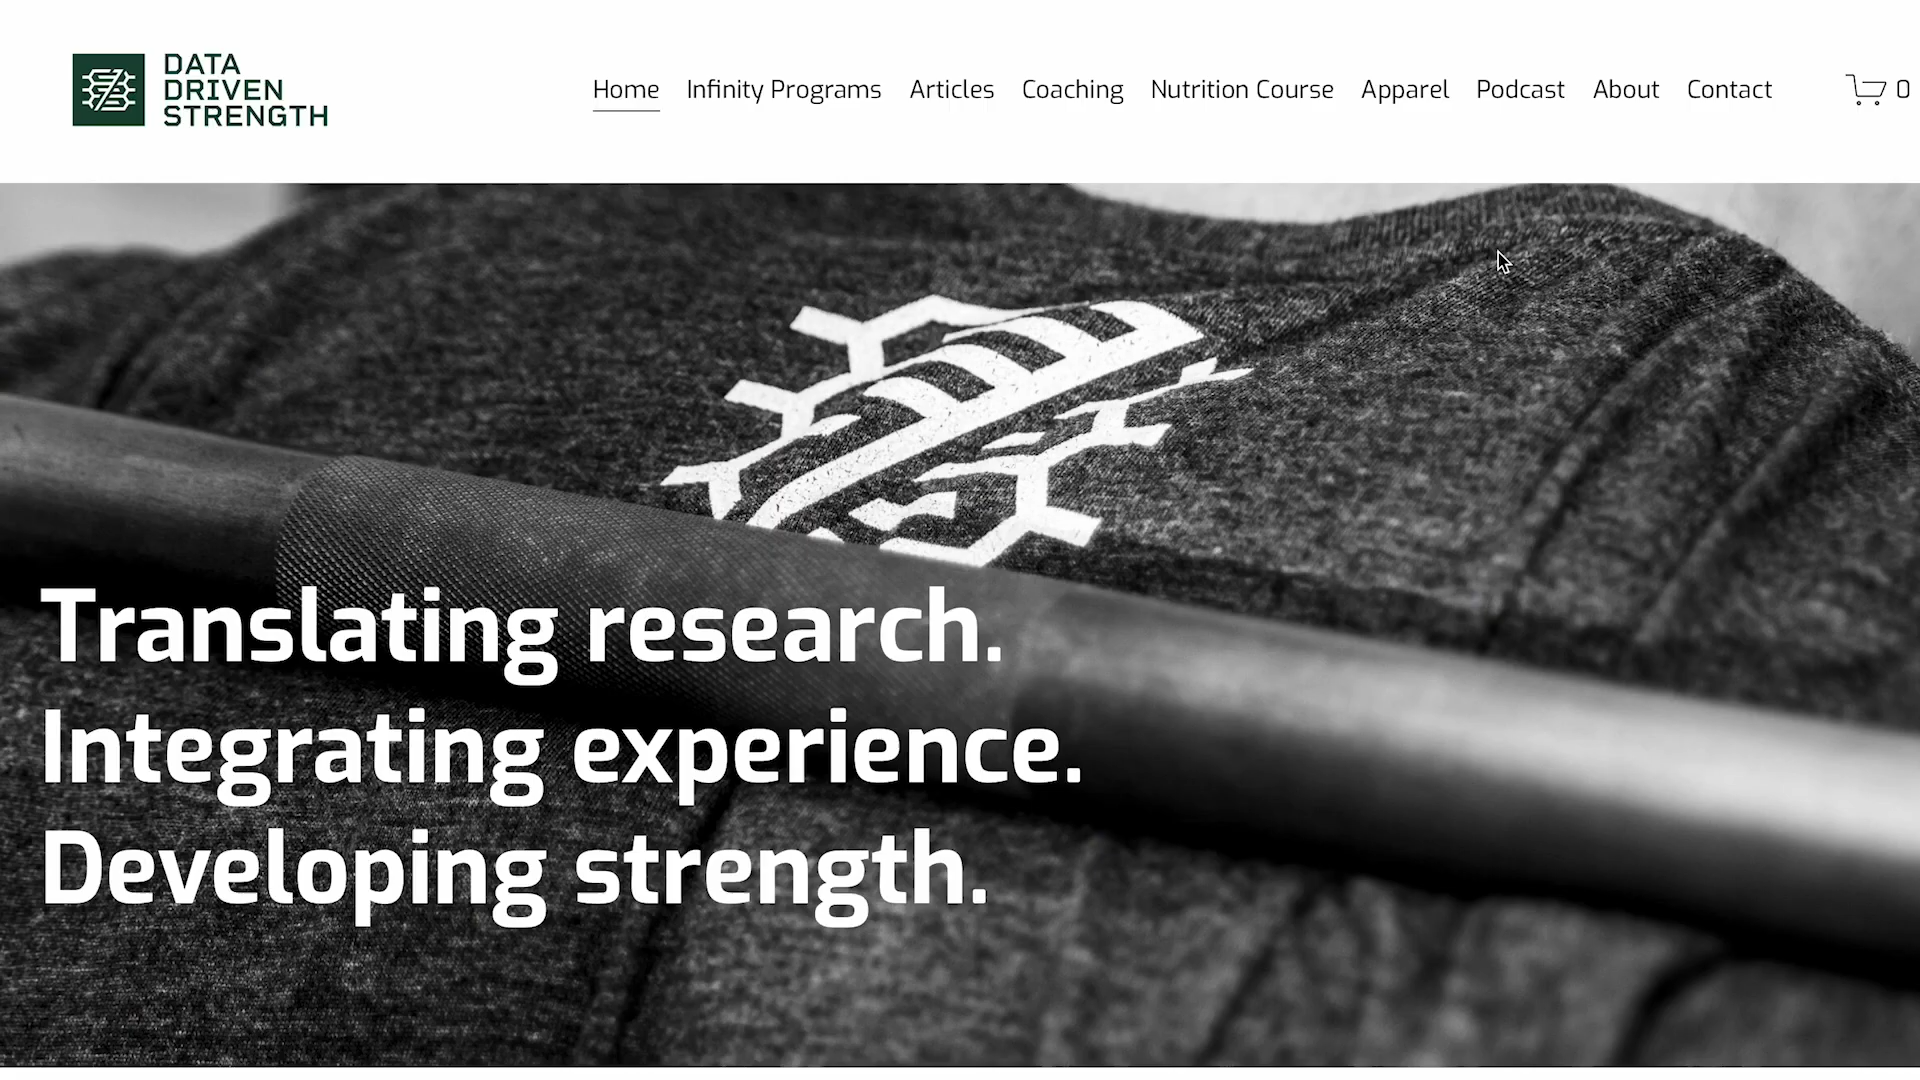 DATA
DRIVEN
STRENGTH
Home Infinity Programs Articles Coaching Nutrition Course Apparel Podcast About Contact 0
Translating research.
Integrating experience.
Developing strength.